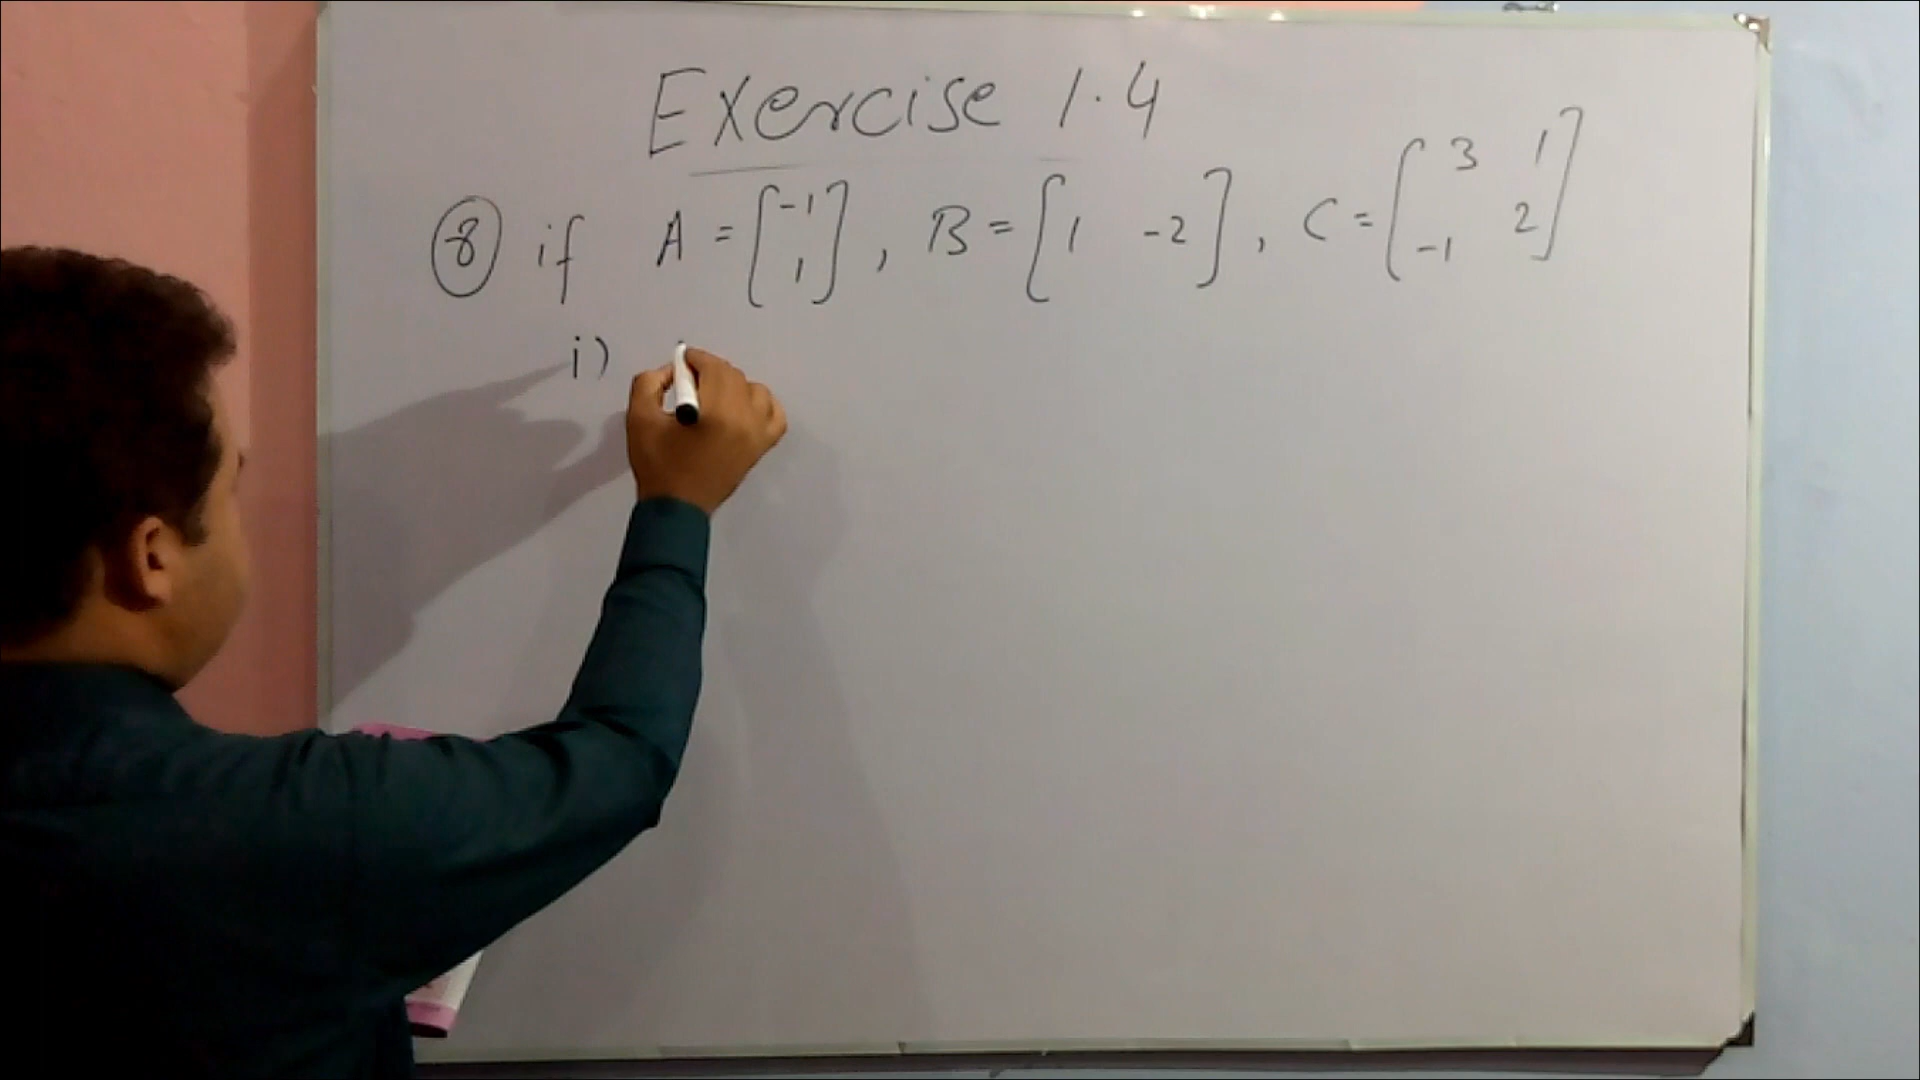 Exercise 1.4
⑧ if A = [-1 1], B = [1 -2], C = [3 1 -1 2]
i)